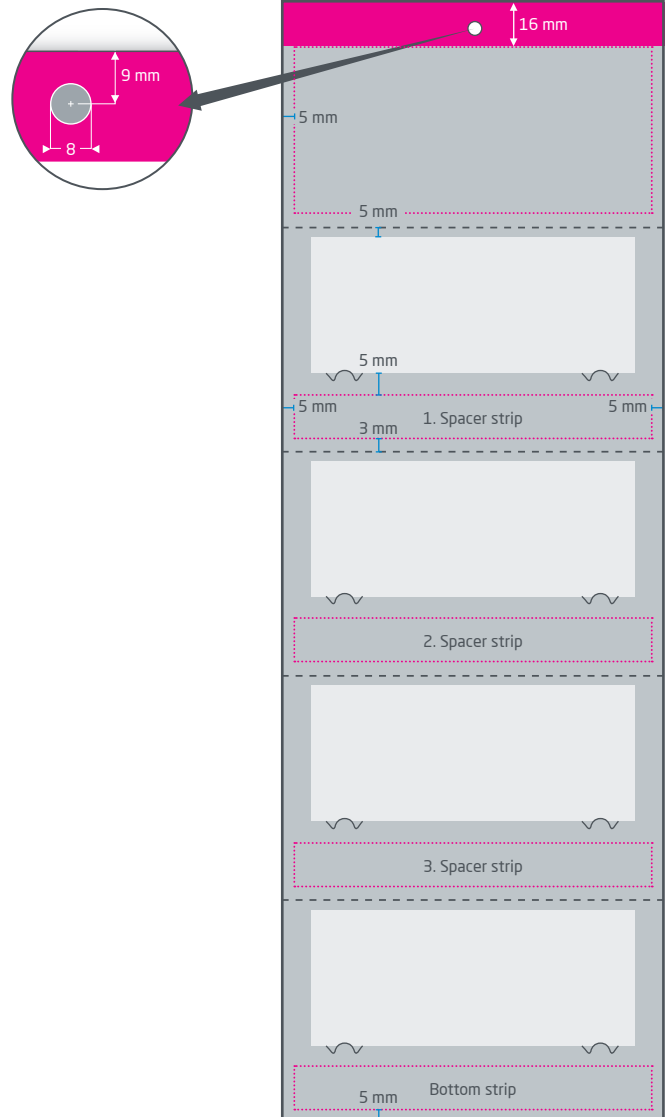 16 mm
9 mm
8
5 mm
5 mm
5 mm
5 mm
5 mm
1. Spacer strip
3 mm
2. Spacer strip
3. Spacer strip
Bottom strip
5 mm